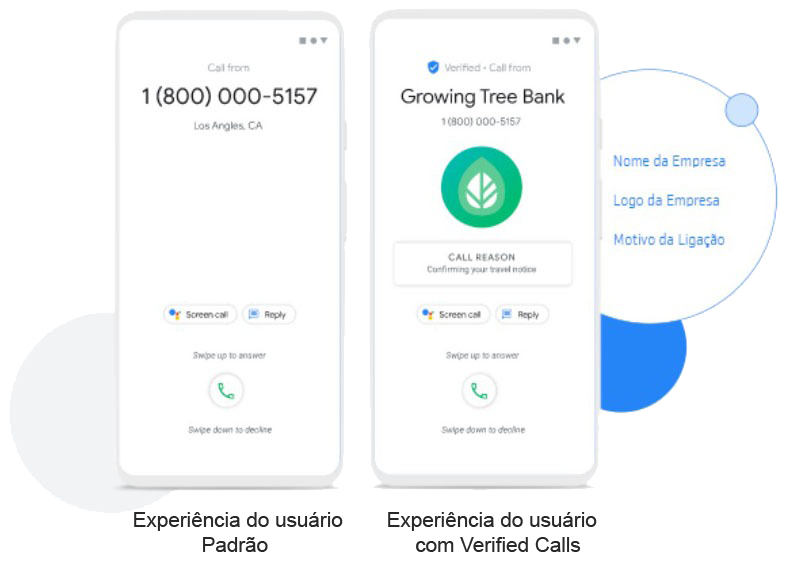 Call from
1 (800) 000-5157
Los Angles, CA
Screen call
Reply
Swipe up to answer
Swipe down to decline
Verified • Call from
Growing Tree Bank
1 (800) 000-5157
CALL REASON
Confirming your travel notice
Screen call
Reply
Swipe up to answer
Swipe down to decline
Nome da Empresa
Logo da Empresa
Motivo da Ligação
Experiência do usuário
Padrão
Experiência do usuário
com Verified Calls